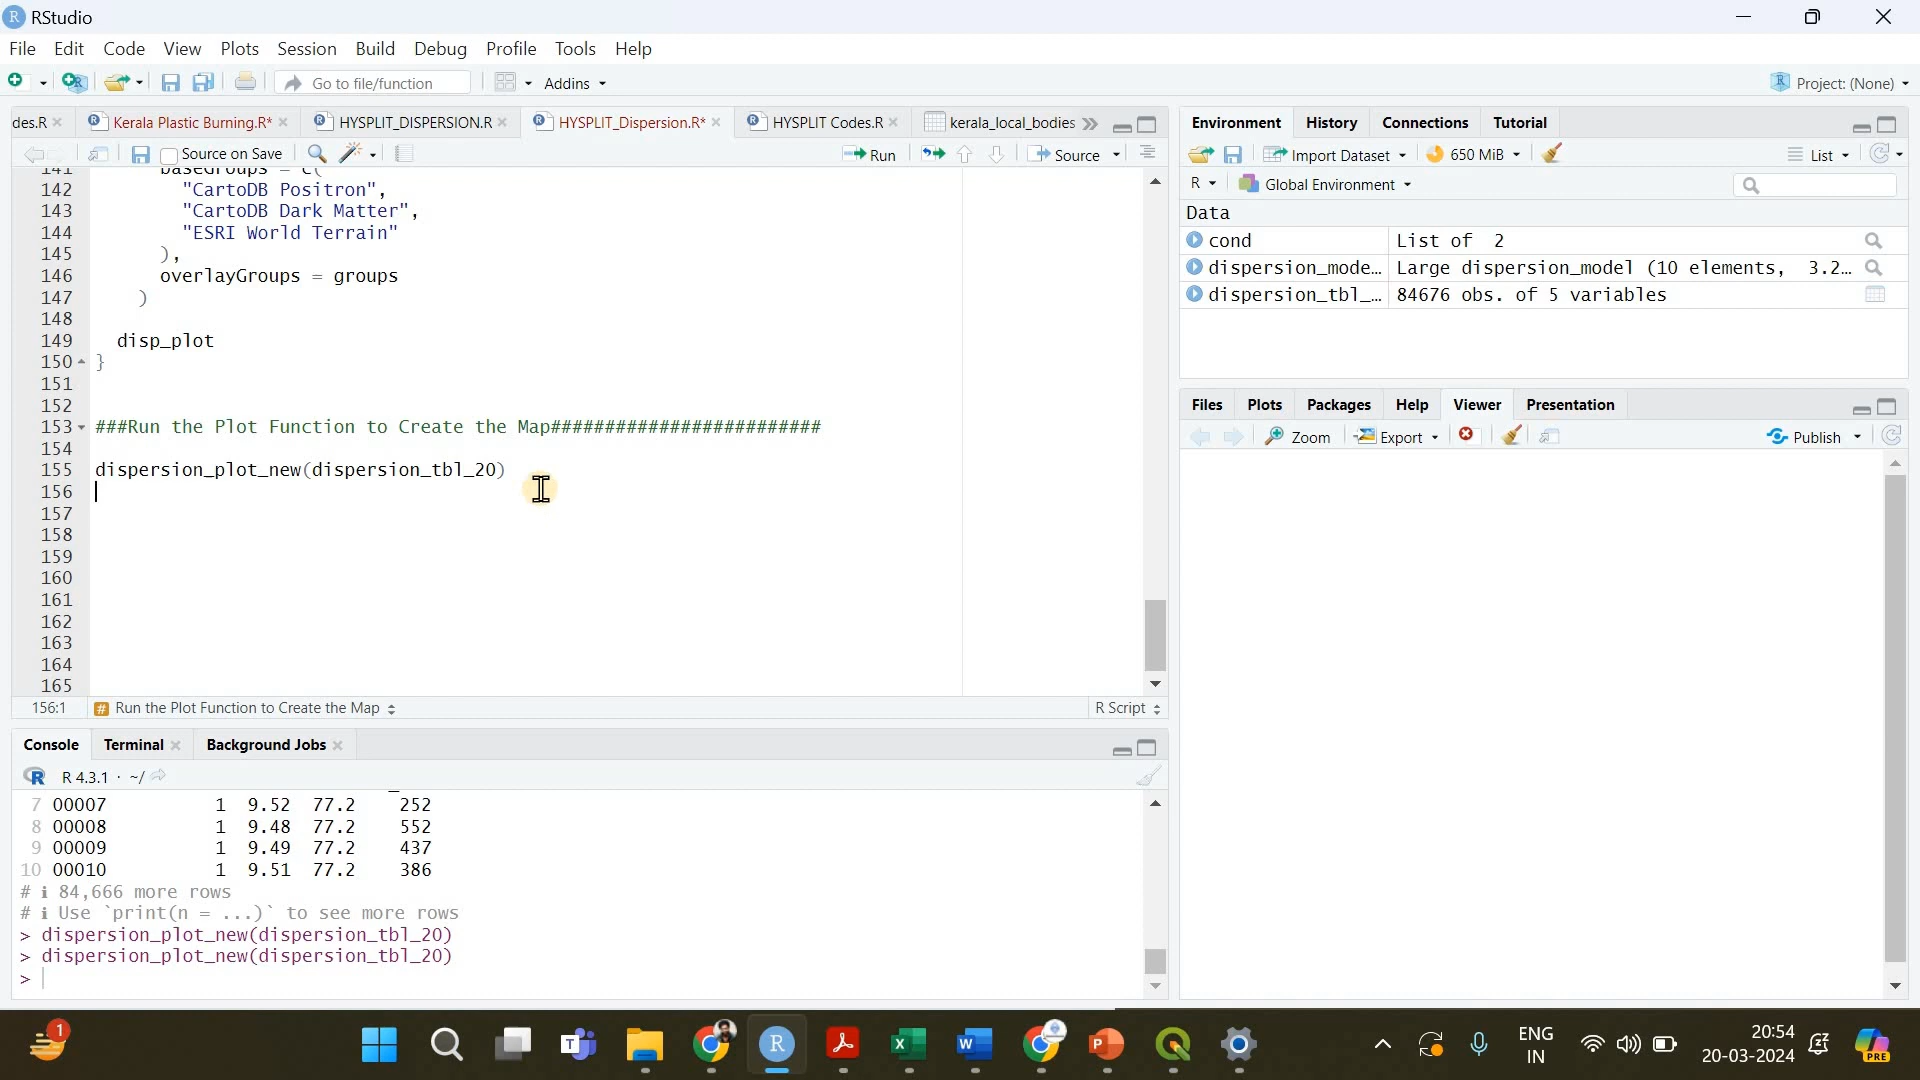 RStudio
File Edit Code View Plots Session Build Debug Profile Tools Help
Go to file/function Addins Project: (None)
des.R Kerala Plastic Burning.R* HYSPLIT_DISPERSION.R HYSPLIT_Dispersion.R* HYSPLIT Codes.R kerala_local_bodies
Source on Save Run Source
141 baseGroups = c(
142 "CartoDB Positron",
143 "CartoDB Dark Matter",
144 "ESRI World Terrain"
145 ),
146 overlayGroups = groups
147 )
148
149 disp_plot
150 }
151
152
153 ###Run the Plot Function to Create the Map#########################
154
155 dispersion_plot_new(dispersion_tbl_20)
156
157
158
159
160
161
162
163
164
165
156:1 # Run the Plot Function to Create the Map R Script
Console Terminal Background Jobs
R 4.3.1 · ~/
7 00007 1 9.52 77.2 252
8 00008 1 9.48 77.2 552
9 00009 1 9.49 77.2 437
10 00010 1 9.51 77.2 386
# i 84,666 more rows
# i Use `print(n = ...)` to see more rows
> dispersion_plot_new(dispersion_tbl_20)
> dispersion_plot_new(dispersion_tbl_20)
>
Environment History Connections Tutorial
Import Dataset 650 MiB List
R Global Environment
Data
cond List of 2
dispersion_mode… Large dispersion_model (10 elements, 3.2…
dispersion_tbl_… 84676 obs. of 5 variables
Files Plots Packages Help Viewer Presentation
Zoom Export Publish
1
ENG
IN
20:54
20-03-2024
PRE